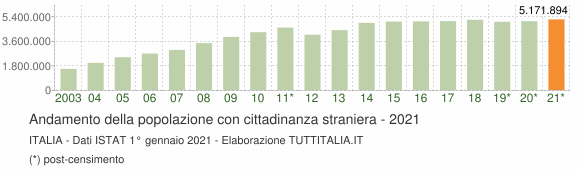 5.171.894
5.400.000
3.600.000
1.800.000
0
2003 04 05 06 07 08 09 10 11* 12 13 14 15 16 17 18 19* 20* 21*
Andamento della popolazione con cittadinanza straniera - 2021
ITALIA - Dati ISTAT 1° gennaio 2021 - Elaborazione TUTTITALIA.IT
(*) post-censimento